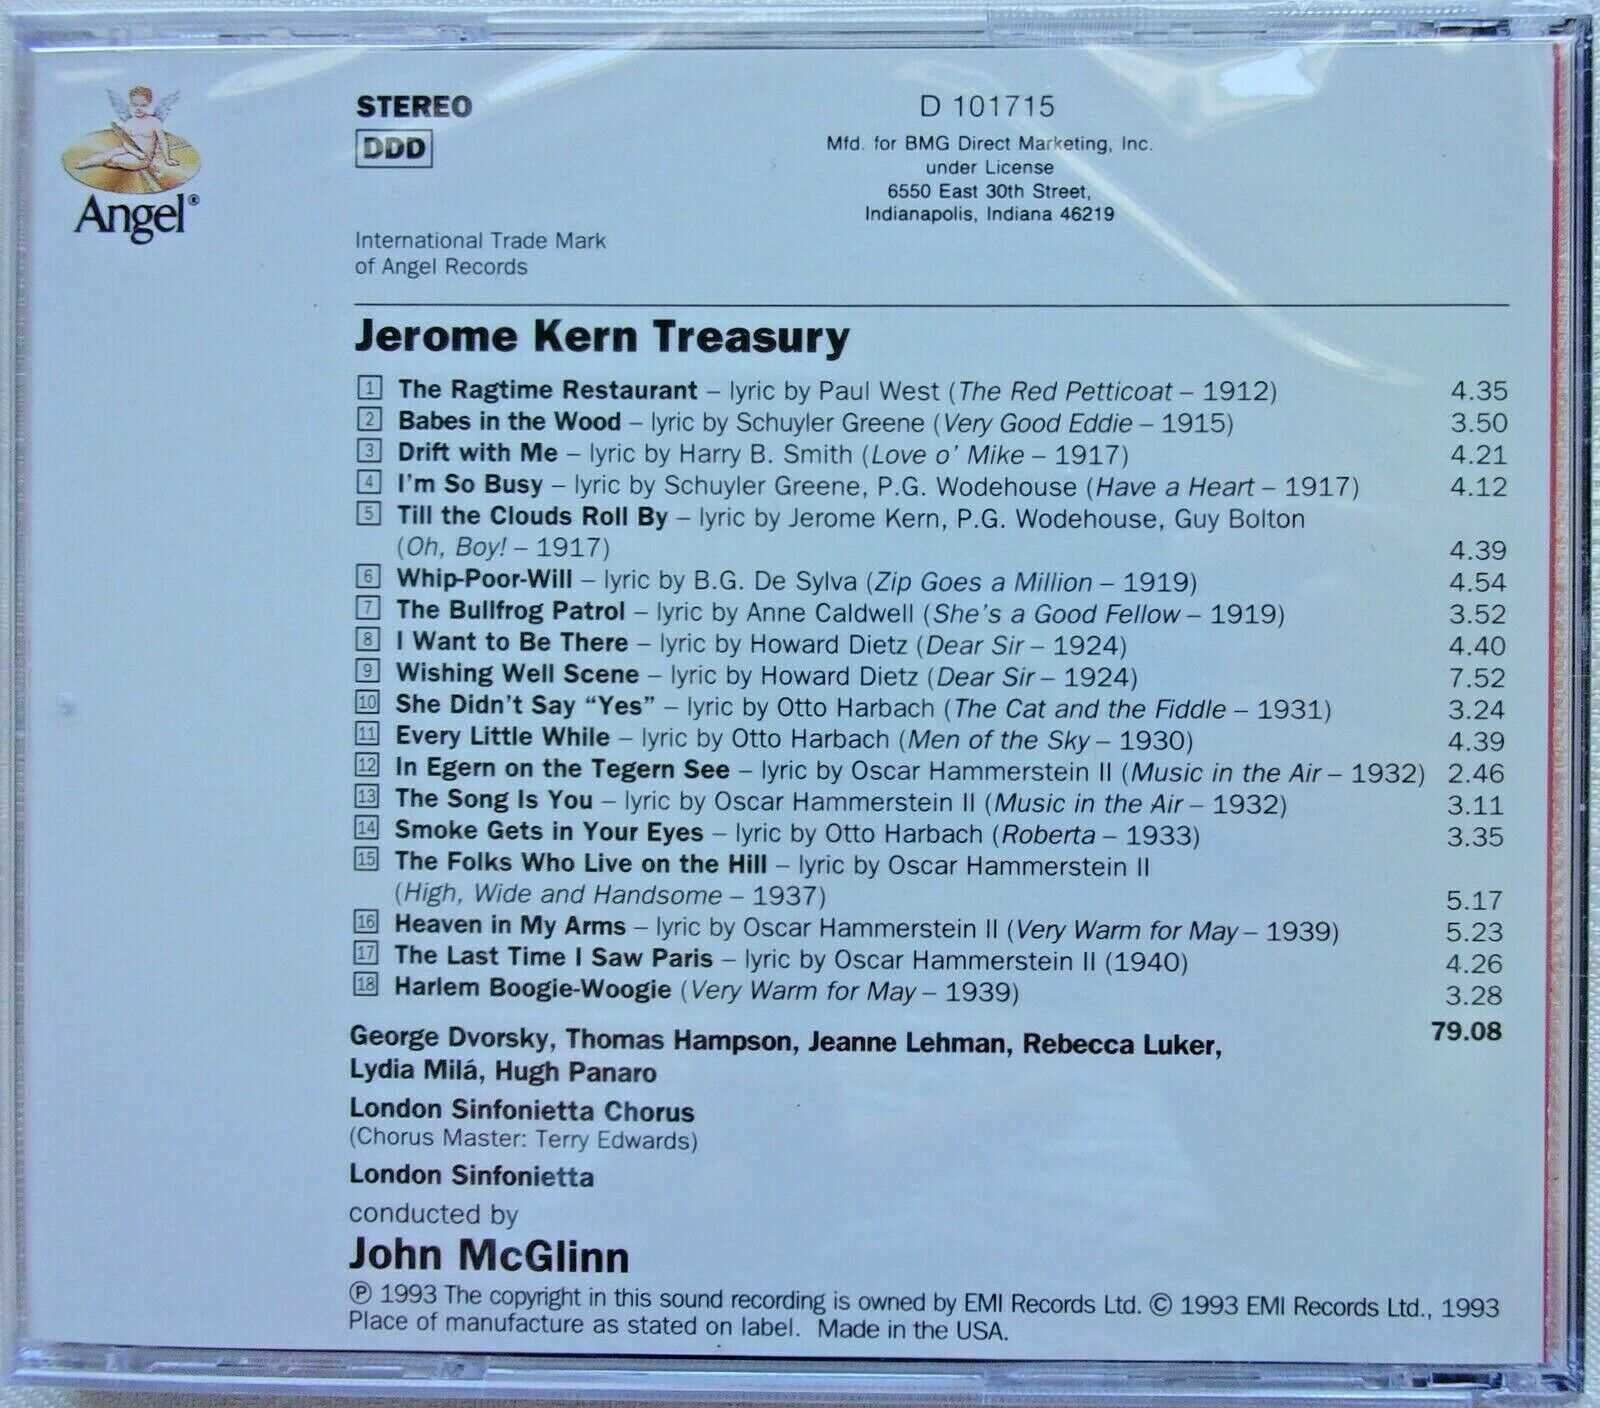 Angel®
STEREO
DDD
International Trade Mark
of Angel Records
D 101715
Mfd. for BMG Direct Marketing, Inc.
under License
6550 East 30th Street,
Indianapolis, Indiana 46219
Jerome Kern Treasury
1 The Ragtime Restaurant – lyric by Paul West (The Red Petticoat – 1912) 4.35
2 Babes in the Wood – lyric by Schuyler Greene (Very Good Eddie – 1915) 3.50
3 Drift with Me – lyric by Harry B. Smith (Love o' Mike – 1917) 4.21
4 I'm So Busy – lyric by Schuyler Greene, P.G. Wodehouse (Have a Heart – 1917) 4.12
5 Till the Clouds Roll By – lyric by Jerome Kern, P.G. Wodehouse, Guy Bolton
(Oh, Boy! – 1917) 4.39
6 Whip-Poor-Will – lyric by B.G. De Sylva (Zip Goes a Million – 1919) 4.54
7 The Bullfrog Patrol – lyric by Anne Caldwell (She's a Good Fellow – 1919) 3.52
8 I Want to Be There – lyric by Howard Dietz (Dear Sir – 1924) 4.40
9 Wishing Well Scene – lyric by Howard Dietz (Dear Sir – 1924) 7.52
10 She Didn't Say “Yes” – lyric by Otto Harbach (The Cat and the Fiddle – 1931) 3.24
11 Every Little While – lyric by Otto Harbach (Men of the Sky – 1930) 4.39
12 In Egern on the Tegern See – lyric by Oscar Hammerstein II (Music in the Air – 1932) 2.46
13 The Song Is You – lyric by Oscar Hammerstein II (Music in the Air – 1932) 3.11
14 Smoke Gets in Your Eyes – lyric by Otto Harbach (Roberta – 1933) 3.35
15 The Folks Who Live on the Hill – lyric by Oscar Hammerstein II
(High, Wide and Handsome – 1937) 5.17
16 Heaven in My Arms – lyric by Oscar Hammerstein II (Very Warm for May – 1939) 5.23
17 The Last Time I Saw Paris – lyric by Oscar Hammerstein II (1940) 4.26
18 Harlem Boogie-Woogie (Very Warm for May – 1939) 3.28
79.08
George Dvorsky, Thomas Hampson, Jeanne Lehman, Rebecca Luker,
Lydia Milá, Hugh Panaro
London Sinfonietta Chorus
(Chorus Master: Terry Edwards)
London Sinfonietta
conducted by
John McGlinn
℗ 1993 The copyright in this sound recording is owned by EMI Records Ltd. © 1993 EMI Records Ltd., 1993
Place of manufacture as stated on label. Made in the USA.